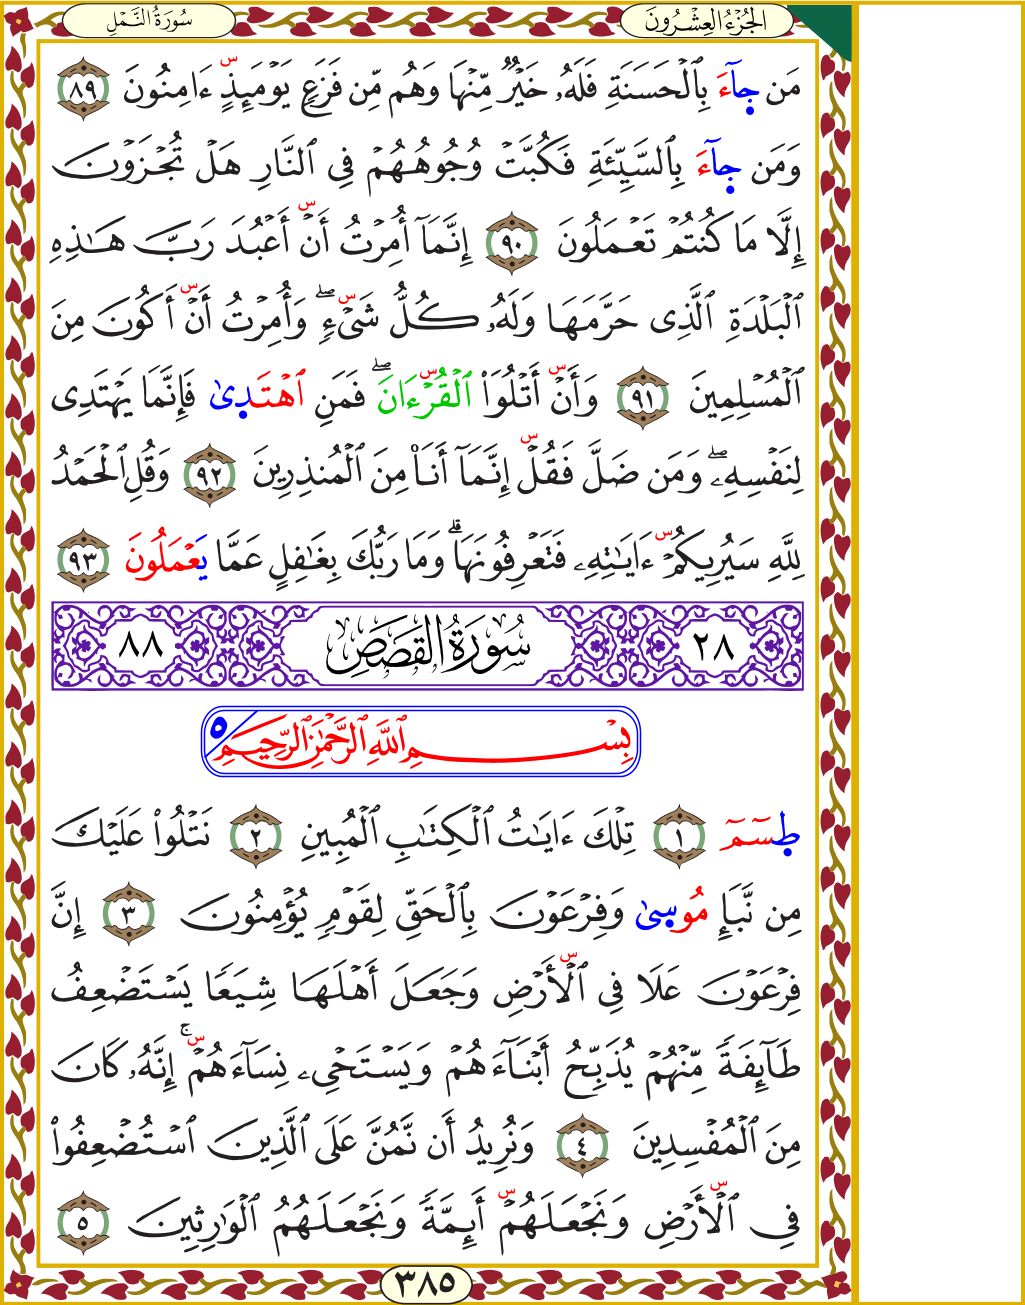 سُورَةُ النَّمْلِ
الجُزْءُ العِشْرُونَ
مَن جَآءَ بِٱلْحَسَنَةِ فَلَهُۥ خَيْرٌ مِّنْهَا وَهُم مِّن فَزَعٍ يَوْمَئِذٍ ءَامِنُونَ ٨٩
وَمَن جَآءَ بِٱلسَّيِّئَةِ فَكُبَّتْ وُجُوهُهُمْ فِى ٱلنَّارِ هَلْ تُجْزَوْنَ
إِلَّا مَا كُنتُمْ تَعْمَلُونَ ٩٠ إِنَّمَآ أُمِرْتُ أَنْ أَعْبُدَ رَبَّ هَٰذِهِ
ٱلْبَلْدَةِ ٱلَّذِى حَرَّمَهَا وَلَهُۥ كُلُّ شَىْءٍ ۖ وَأُمِرْتُ أَنْ أَكُونَ مِنَ
ٱلْمُسْلِمِينَ ٩١ وَأَنْ أَتْلُوَا۟ ٱلْقُرْءَانَ ۖ فَمَنِ ٱهْتَدِىٰ فَإِنَّمَا يَهْتَدِى
لِنَفْسِهِۦ ۖ وَمَن ضَلَّ فَقُلْ إِنَّمَآ أَنَا۠ مِنَ ٱلْمُنذِرِينَ ٩٢ وَقُلِ ٱلْحَمْدُ
لِلَّهِ سَيُرِيكُمْ ءَايَٰتِهِۦ فَتَعْرِفُونَهَا ۚ وَمَا رَبُّكَ بِغَٰفِلٍ عَمَّا يَعْمَلُونَ ٩٣
٢٨ سُورَةُ القَصَصِ ٨٨
بِسْمِ ٱللَّهِ ٱلرَّحْمَٰنِ ٱلرَّحِيمِ ٥
طسٓمٓ ١ تِلْكَ ءَايَٰتُ ٱلْكِتَٰبِ ٱلْمُبِينِ ٢ نَتْلُوا۟ عَلَيْكَ
مِن نَّبَإِ مُوسِىٰ وَفِرْعَوْنَ بِٱلْحَقِّ لِقَوْمٍ يُؤْمِنُونَ ٣ إِنَّ
فِرْعَوْنَ عَلَا فِى ٱلْأَرْضِ وَجَعَلَ أَهْلَهَا شِيَعًا يَسْتَضْعِفُ
طَآئِفَةً مِّنْهُمْ يُذَبِّحُ أَبْنَآءَهُمْ وَيَسْتَحْىِۦ نِسَآءَهُمْ ۚ إِنَّهُۥ كَانَ
مِنَ ٱلْمُفْسِدِينَ ٤ وَنُرِيدُ أَن نَّمُنَّ عَلَى ٱلَّذِينَ ٱسْتُضْعِفُوا۟
فِى ٱلْأَرْضِ وَنَجْعَلَهُمْ أَئِمَّةً وَنَجْعَلَهُمُ ٱلْوَٰرِثِينَ ٥
٣٨٥